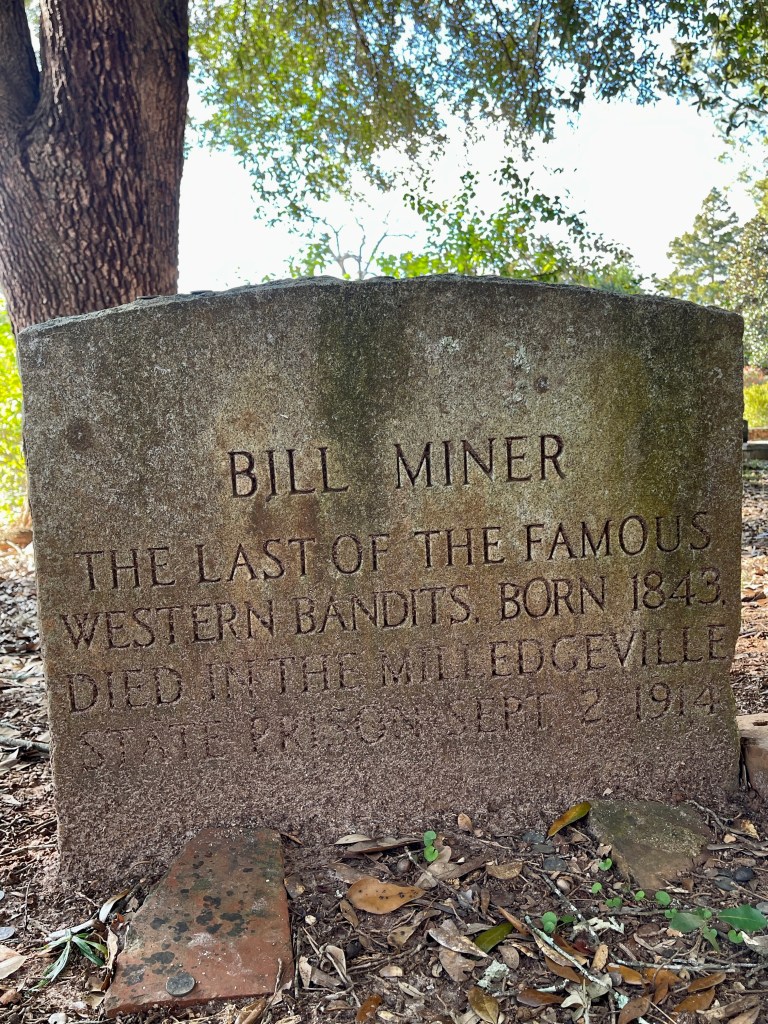 BILL MINER
THE LAST OF THE FAMOUS
WESTERN BANDITS. BORN 1843.
DIED IN THE MILLEDGEVILLE
STATE PRISON SEPT. 2, 1914